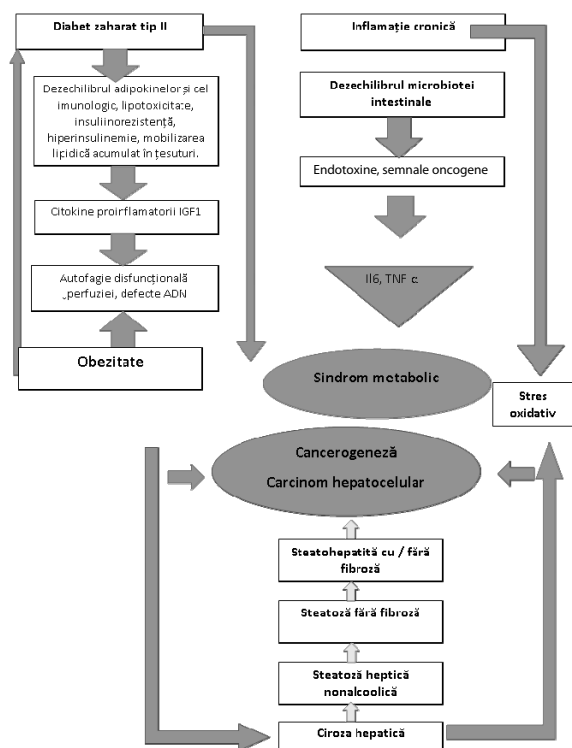 Diabet zaharat tip II
Dezechilibrul adipokinelor și cel
imunologic, lipotoxicitate,
insuliinorezistență,
hiperinsulinemie, mobilizarea
lipidică acumulat în țesuturi.
Citokine proinflamatorii IGF1
Autofagie disfuncțională
perfuziei, defecte ADN
Obezitate
Inflamație cronică
Dezechilibrul microbiotei
intestinale
Endotoxine, semnale oncogene
Il6, TNF α
Sindrom metabolic
Stres
oxidativ
Cancerogeneză
Carcinom hepatocelular
Steatohepatită cu / fără
fibroză
Steatoză fără fibroză
Steatoză heptică
nonalcoolică
Ciroza hepatică